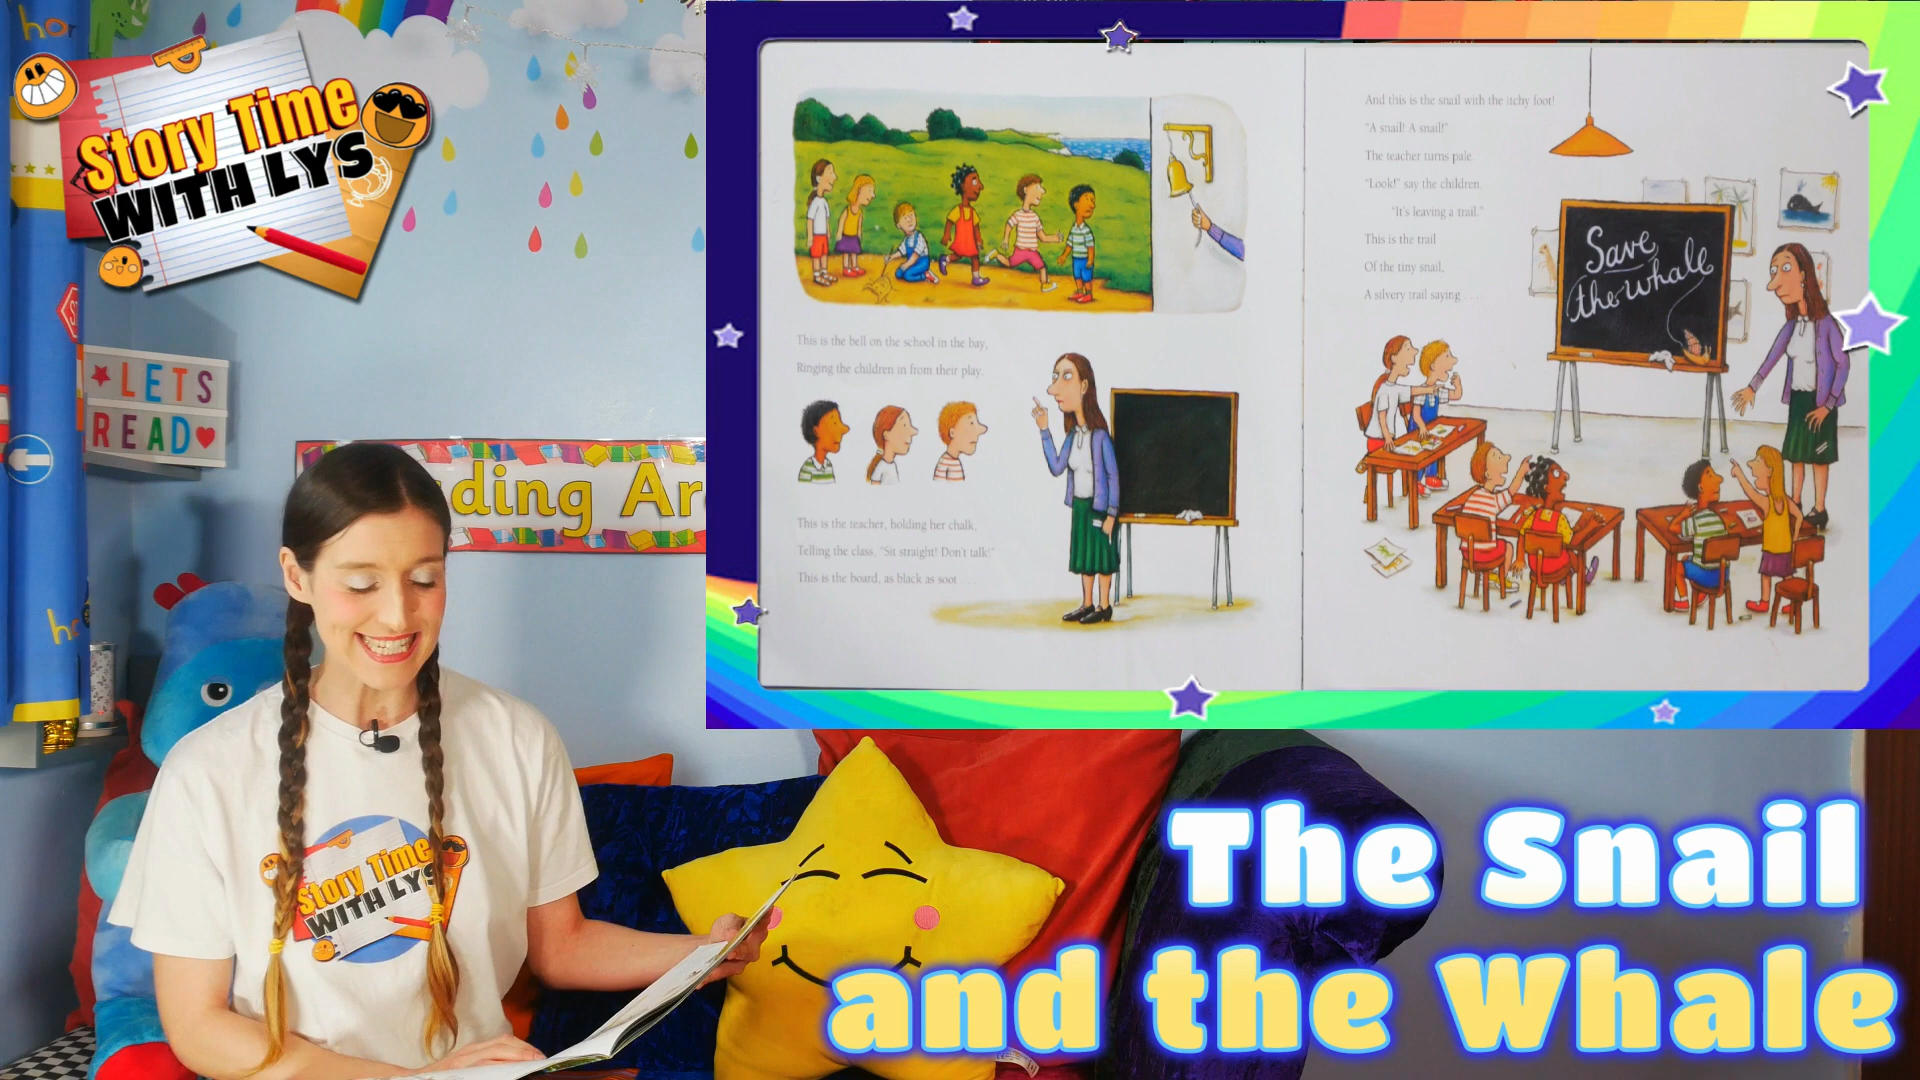 Story Time
WITH LYS
LETS
READ
ding Ar
Story Time
WITH LYS
This is the bell on the school in the bay,
Ringing the children in from their play.
This is the teacher, holding her chalk,
Telling the class, "Sit straight! Don't talk!"
This is the board, as black as soot . . .
And this is the snail with the itchy foot!
"A snail! A snail!"
The teacher turns pale.
"Look!" say the children.
"It's leaving a trail."
This is the trail
Of the tiny snail,
A silvery trail saying . . .
Save
the whale
The Snail
and the Whale